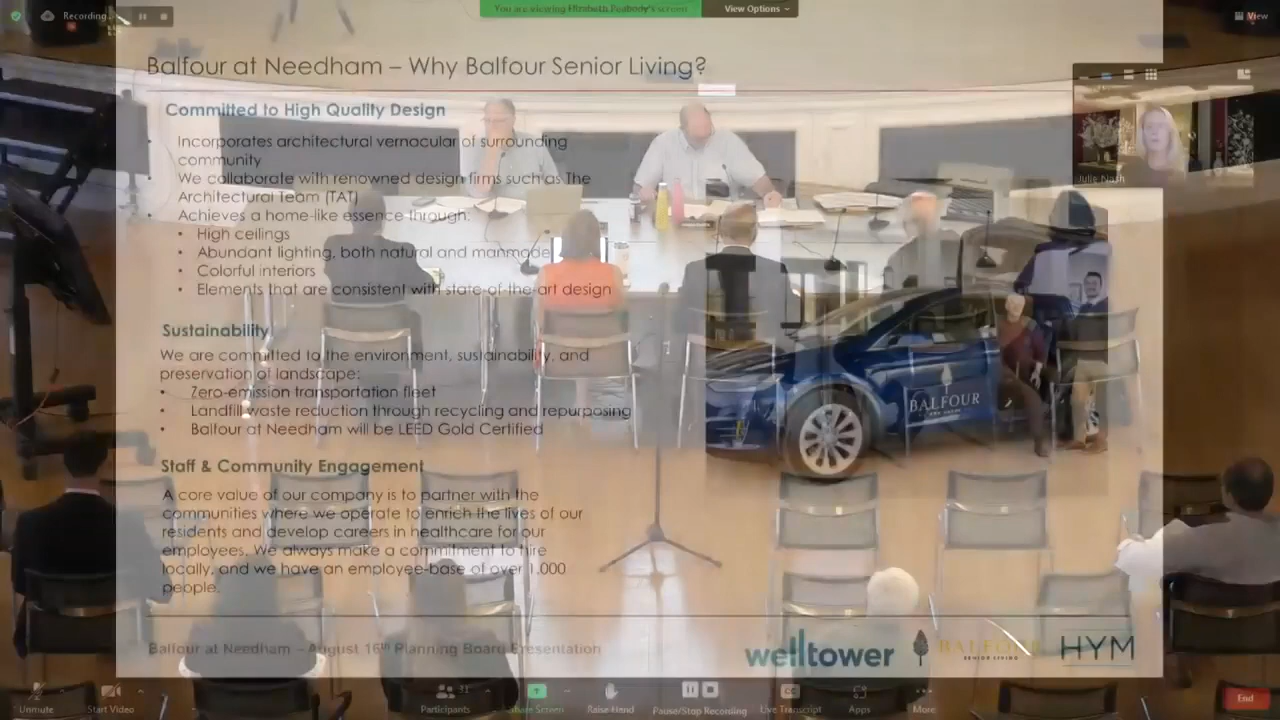 Recording...
You are viewing Elizabeth Peabody's screen
View Options
View
Balfour at Needham – Why Balfour Senior Living?
Committed to High Quality Design
• Incorporates architectural vernacular of surrounding
community
• We collaborate with renowned design firms such as The
Architectural Team (TAT)
• Achieves a home-like essence through:
• High ceilings
• Abundant lighting, both natural and manmade
• Colorful interiors
• Elements that are consistent with state-of-the-art design
Julie Nash
Sustainability
We are committed to the environment, sustainability, and
preservation of landscape:
• Zero-emission transportation fleet
• Landfill waste reduction through recycling and repurposing
• Balfour at Needham will be LEED Gold Certified
BALFOUR
Staff & Community Engagement
A core value of our company is to partner with the
communities where we operate to enrich the lives of our
residents and develop careers in healthcare for our
employees. We always make a commitment to hire
locally, and we have an employee-base of over 1,000
people.
Balfour at Needham – August 16th Planning Board Presentation
welltower
BALFOUR
SENIOR LIVING
HYM
Unmute
Start Video
Participants
31
Share Screen
Raise Hand
Pause/Stop Recording
CC
Live Transcript
Apps
More
End